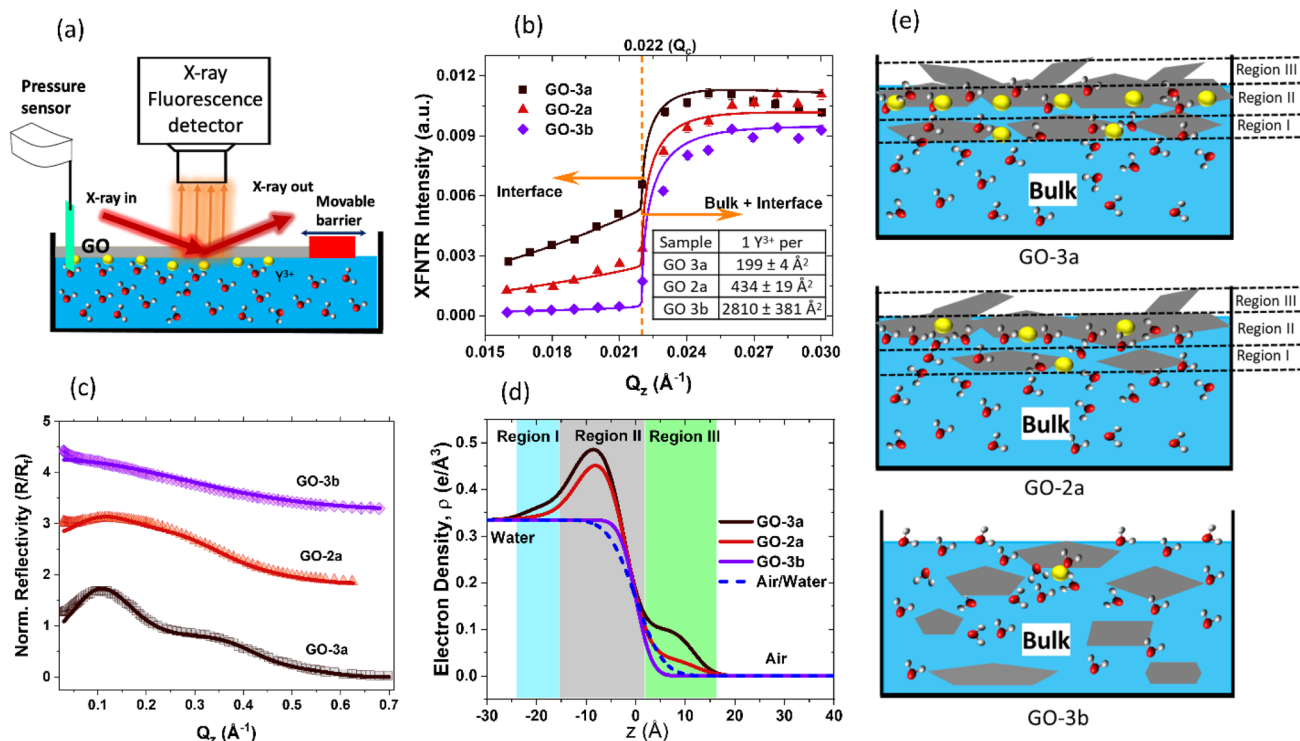 (a)
Pressure
sensor
X-ray
Fluorescence
detector
X-ray in
X-ray out
Movable
barrier
GO
Y³⁺
(b)
0.022 (Qc)
XFNTR Intensity (a.u.)
0.012
0.009
0.006
0.003
0.000
GO-3a
GO-2a
GO-3b
Interface
Bulk + Interface
Sample 1 Y³⁺ per
GO 3a 199 ± 4 Å²
GO 2a 434 ± 19 Å²
GO 3b 2810 ± 381 Å²
0.015 0.018 0.021 0.024 0.027 0.030
Qz (Å⁻¹)
(c)
Norm. Reflectivity (R/Rf)
5
4
3
2
1
0
GO-3b
GO-2a
GO-3a
0.1 0.2 0.3 0.4 0.5 0.6 0.7
Qz (Å⁻¹)
(d)
Electron Density, ρ (e/Å³)
0.5
0.4
0.3
0.2
0.1
0.0
Region I Region II Region III
Water
GO-3a
GO-2a
GO-3b
Air/Water
Air
-30 -20 -10 0 10 20 30 40
z (Å)
(e)
Region III
Region II
Region I
Bulk
GO-3a
Region III
Region II
Region I
Bulk
GO-2a
Bulk
GO-3b